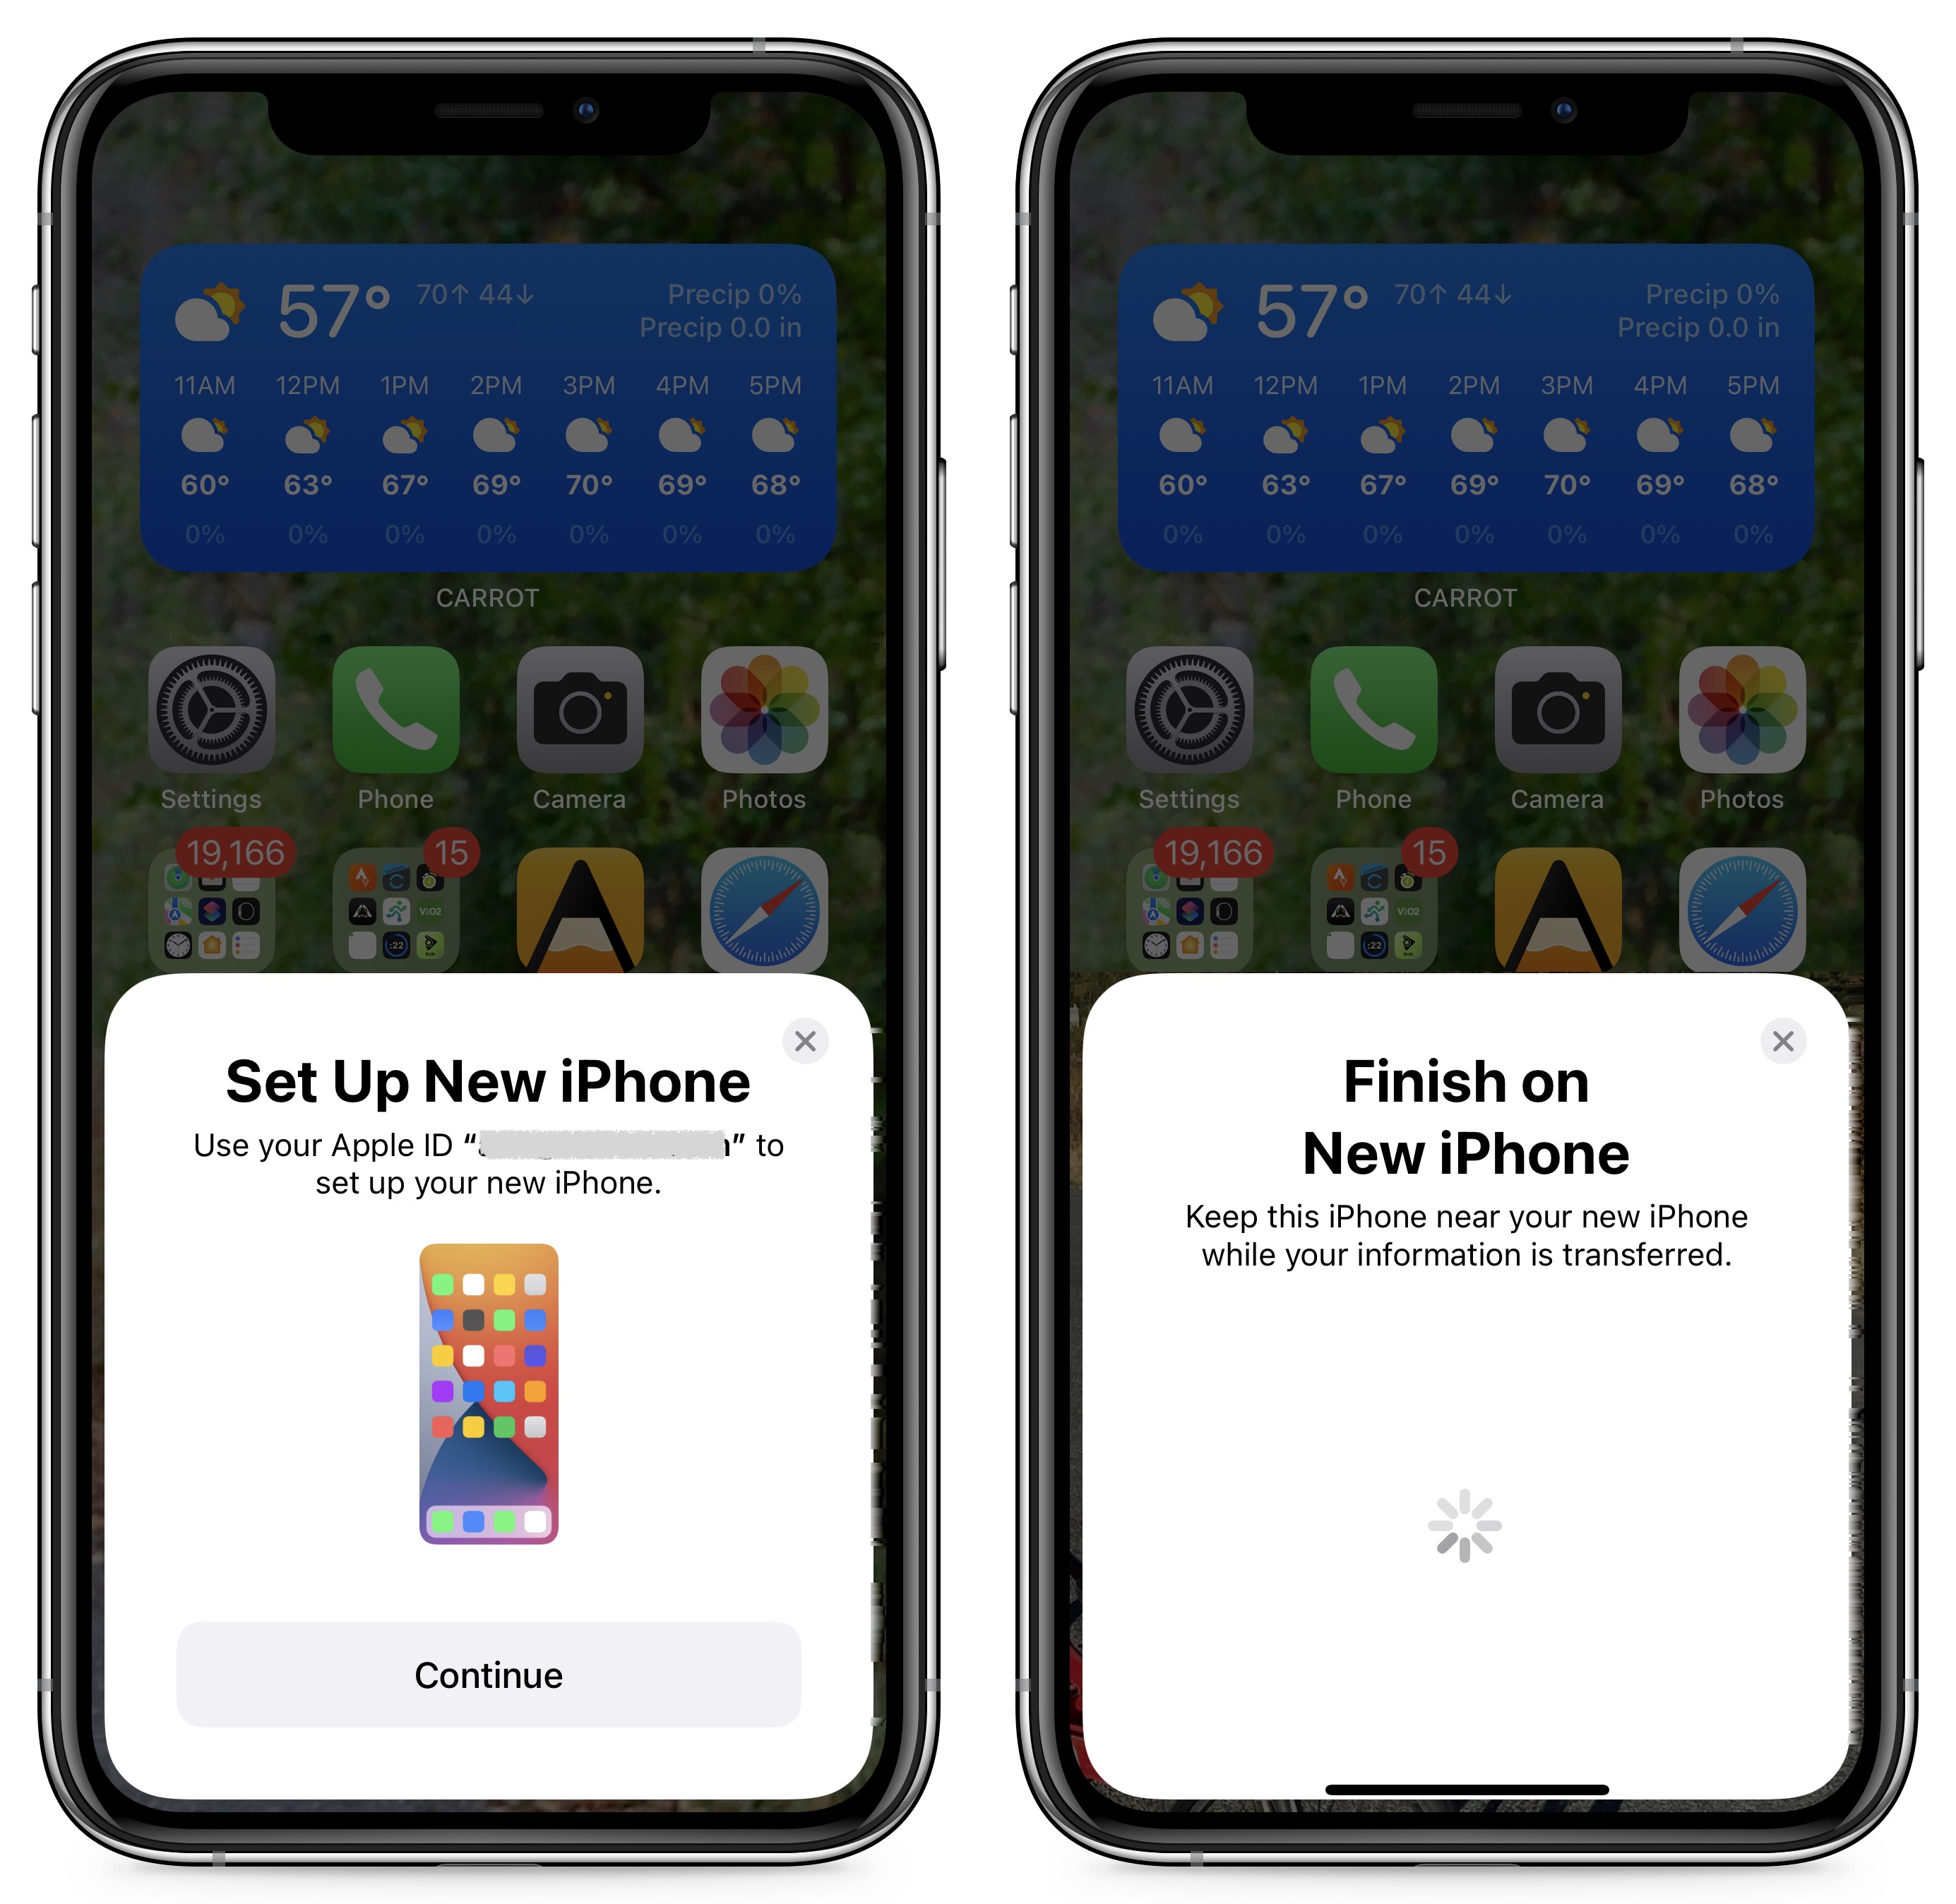 57° 70↑ 44↓ Precip 0%
Precip 0.0 in
11AM 12PM 1PM 2PM 3PM 4PM 5PM
60° 63° 67° 69° 70° 69° 68°
0% 0% 0% 0% 0% 0% 0%
CARROT
Settings Phone Camera Photos
19,166 15
V:O2
:22
Set Up New iPhone
Use your Apple ID “ ” to
set up your new iPhone.
Continue
57° 70↑ 44↓ Precip 0%
Precip 0.0 in
11AM 12PM 1PM 2PM 3PM 4PM 5PM
60° 63° 67° 69° 70° 69° 68°
0% 0% 0% 0% 0% 0% 0%
CARROT
Settings Phone Camera Photos
19,166 15
V:O2
:22
Finish on
New iPhone
Keep this iPhone near your new iPhone
while your information is transferred.